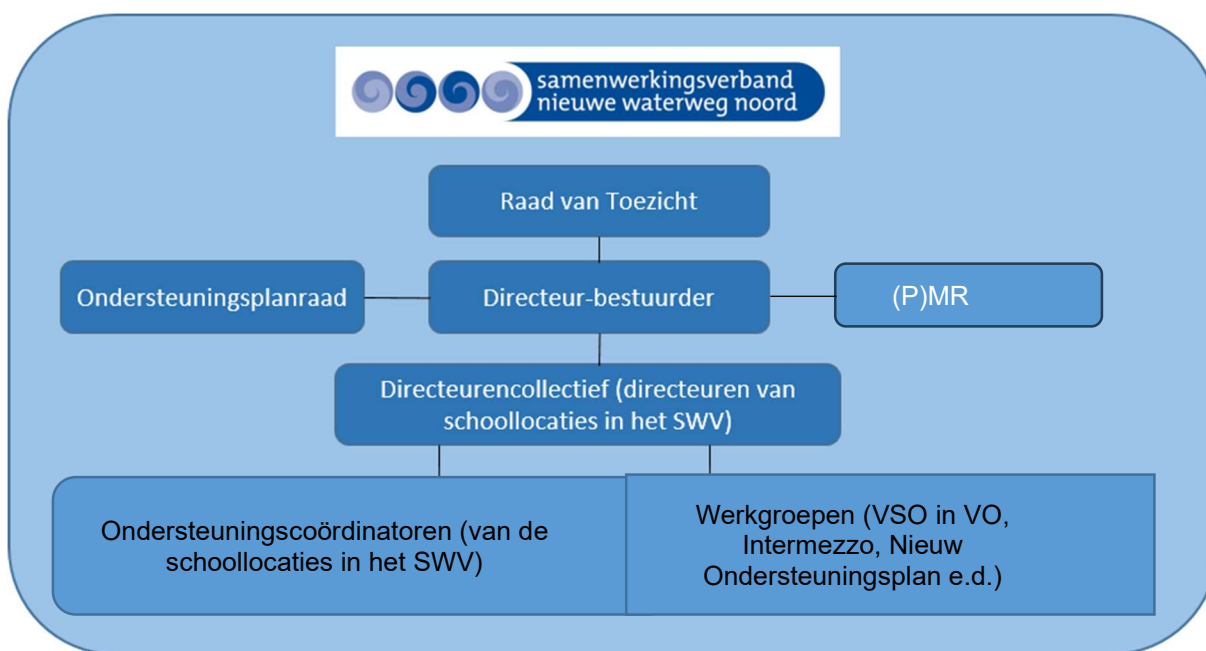 samenwerkingsverband
nieuwe waterweg noord
Raad van Toezicht
Ondersteuningsplanraad
Directeur-bestuurder
(P)MR
Directeurencollectief (directeuren van
schoollocaties in het SWV)
Ondersteuningscoördinatoren (van de
schoollocaties in het SWV)
Werkgroepen (VSO in VO,
Intermezzo, Nieuw
Ondersteuningsplan e.d.)